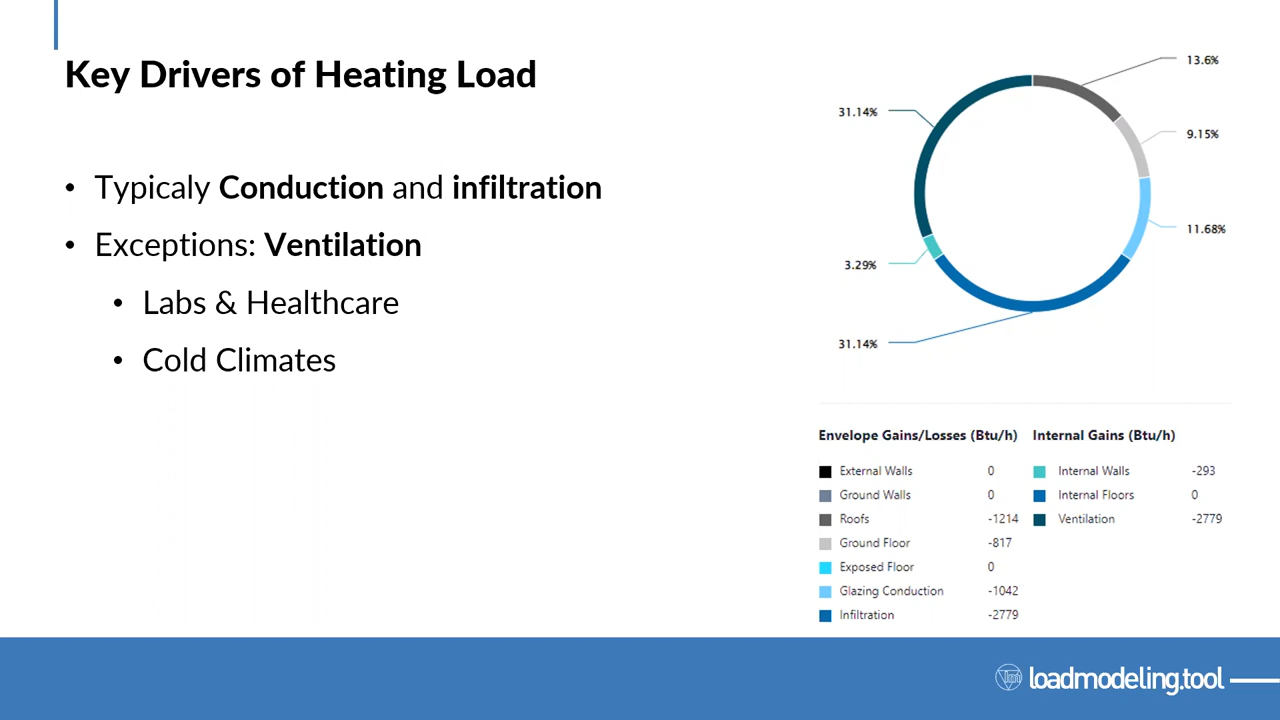 Key Drivers of Heating Load
• Typicaly Conduction and infiltration
• Exceptions: Ventilation
• Labs & Healthcare
• Cold Climates
13.6%
31.14%
9.15%
11.68%
3.29%
31.14%
Envelope Gains/Losses (Btu/h) Internal Gains (Btu/h)
External Walls 0 Internal Walls -293
Ground Walls 0 Internal Floors 0
Roofs -1214 Ventilation -2779
Ground Floor -817
Exposed Floor 0
Glazing Conduction -1042
Infiltration -2779
loadmodeling.tool